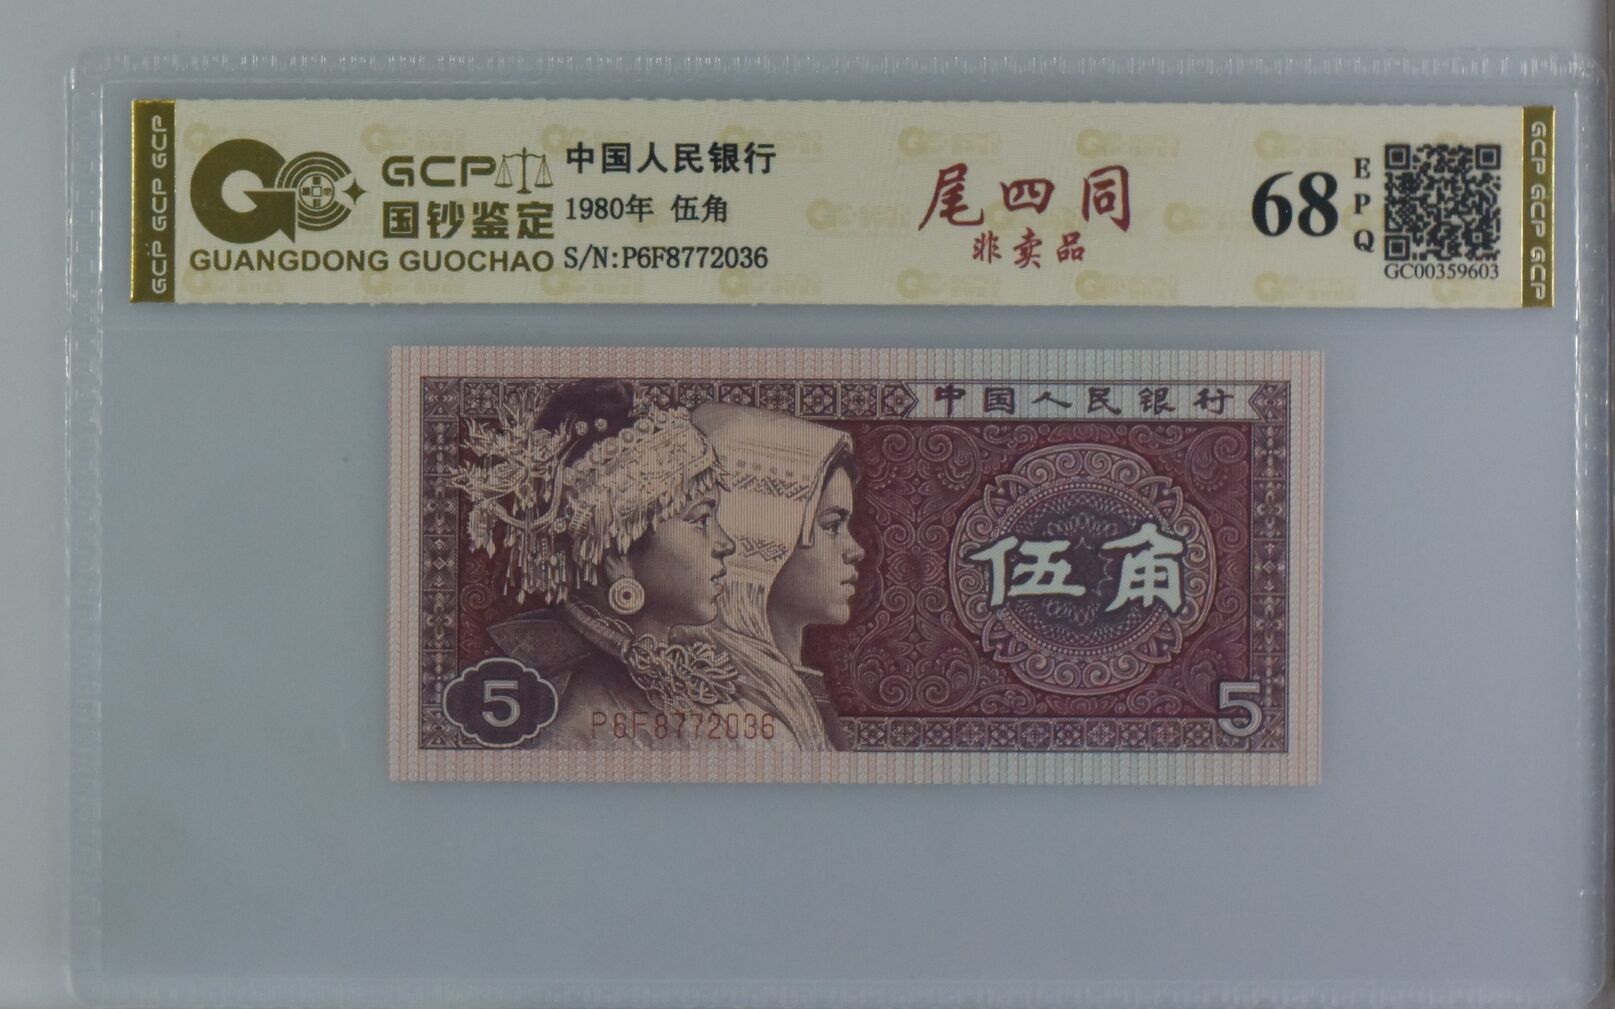 GCP GCP GCP
GCP
国钞鉴定
GUANGDONG GUOCHAO
中国人民银行
1980年 伍角
S/N:P6F8772036
尾四同
非卖品
68
EPQ
GC00359603
GCP GCP GCP
中国人民银行
伍角
5
P6F8772036
5